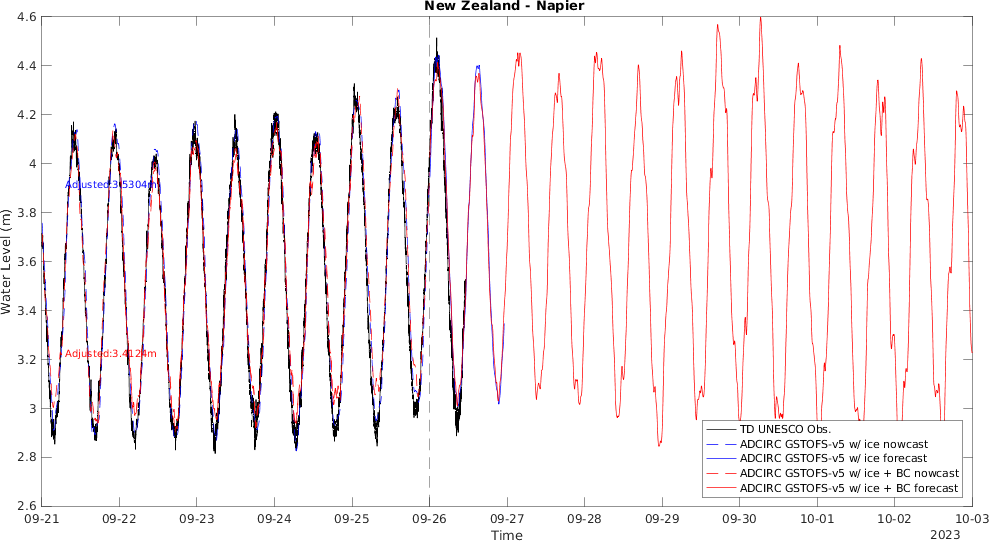 New Zealand - Napier
4.6
4.4
4.2
4
3.8
3.6
3.4
3.2
3
2.8
2.6
Water Level (m)
Adjusted:3.5304m
Adjusted:3.4124m
TD UNESCO Obs.
ADCIRC GSTOFS-v5 w/ ice nowcast
ADCIRC GSTOFS-v5 w/ ice forecast
ADCIRC GSTOFS-v5 w/ ice + BC nowcast
ADCIRC GSTOFS-v5 w/ ice + BC forecast
09-21 09-22 09-23 09-24 09-25 09-26 09-27 09-28 09-29 09-30 10-01 10-02 10-03
Time
2023